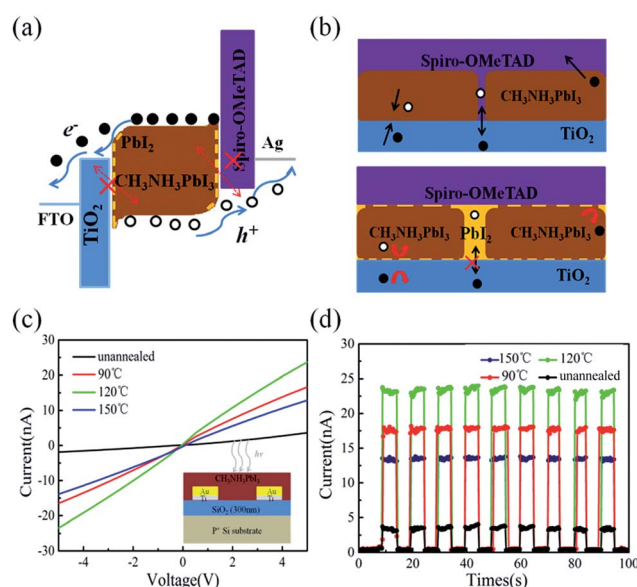 (a)
e⁻
PbI₂
CH₃NH₃PbI₃
FTO
TiO₂
Spiro-OMeTAD
Ag
h⁺
(b)
Spiro-OMeTAD
CH₃NH₃PbI₃
TiO₂
Spiro-OMeTAD
CH₃NH₃PbI₃ PbI₂ CH₃NH₃PbI₃
TiO₂
(c)
30
20
10
0
-10
-20
-30
Current(nA)
unannealed
90℃
120℃
150℃
hv
CH₃NH₃PbI₃
Au Au
Ti Ti
SiO₂ (300nm)
P⁺ Si substrate
-4 -2 0 2 4
Voltage(V)
(d)
30
25
20
15
10
5
0
Current(nA)
150℃ 120℃
90℃ unannealed
0 20 40 60 80 100
Times(s)